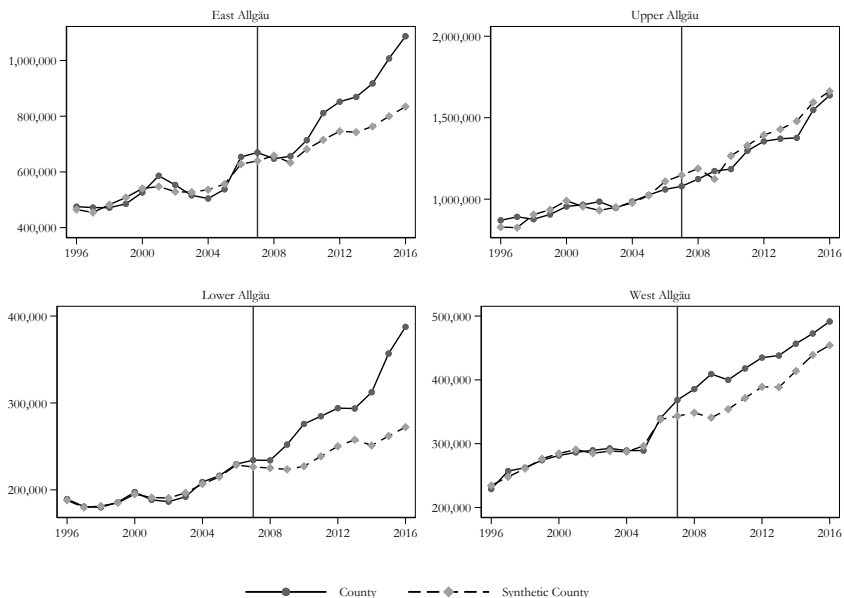 East Allgäu
1,000,000
800,000
600,000
400,000
1996 2000 2004 2008 2012 2016
Upper Allgäu
2,000,000
1,500,000
1,000,000
1996 2000 2004 2008 2012 2016
Lower Allgäu
400,000
300,000
200,000
1996 2000 2004 2008 2012 2016
West Allgäu
500,000
400,000
300,000
200,000
1996 2000 2004 2008 2012 2016
County Synthetic County